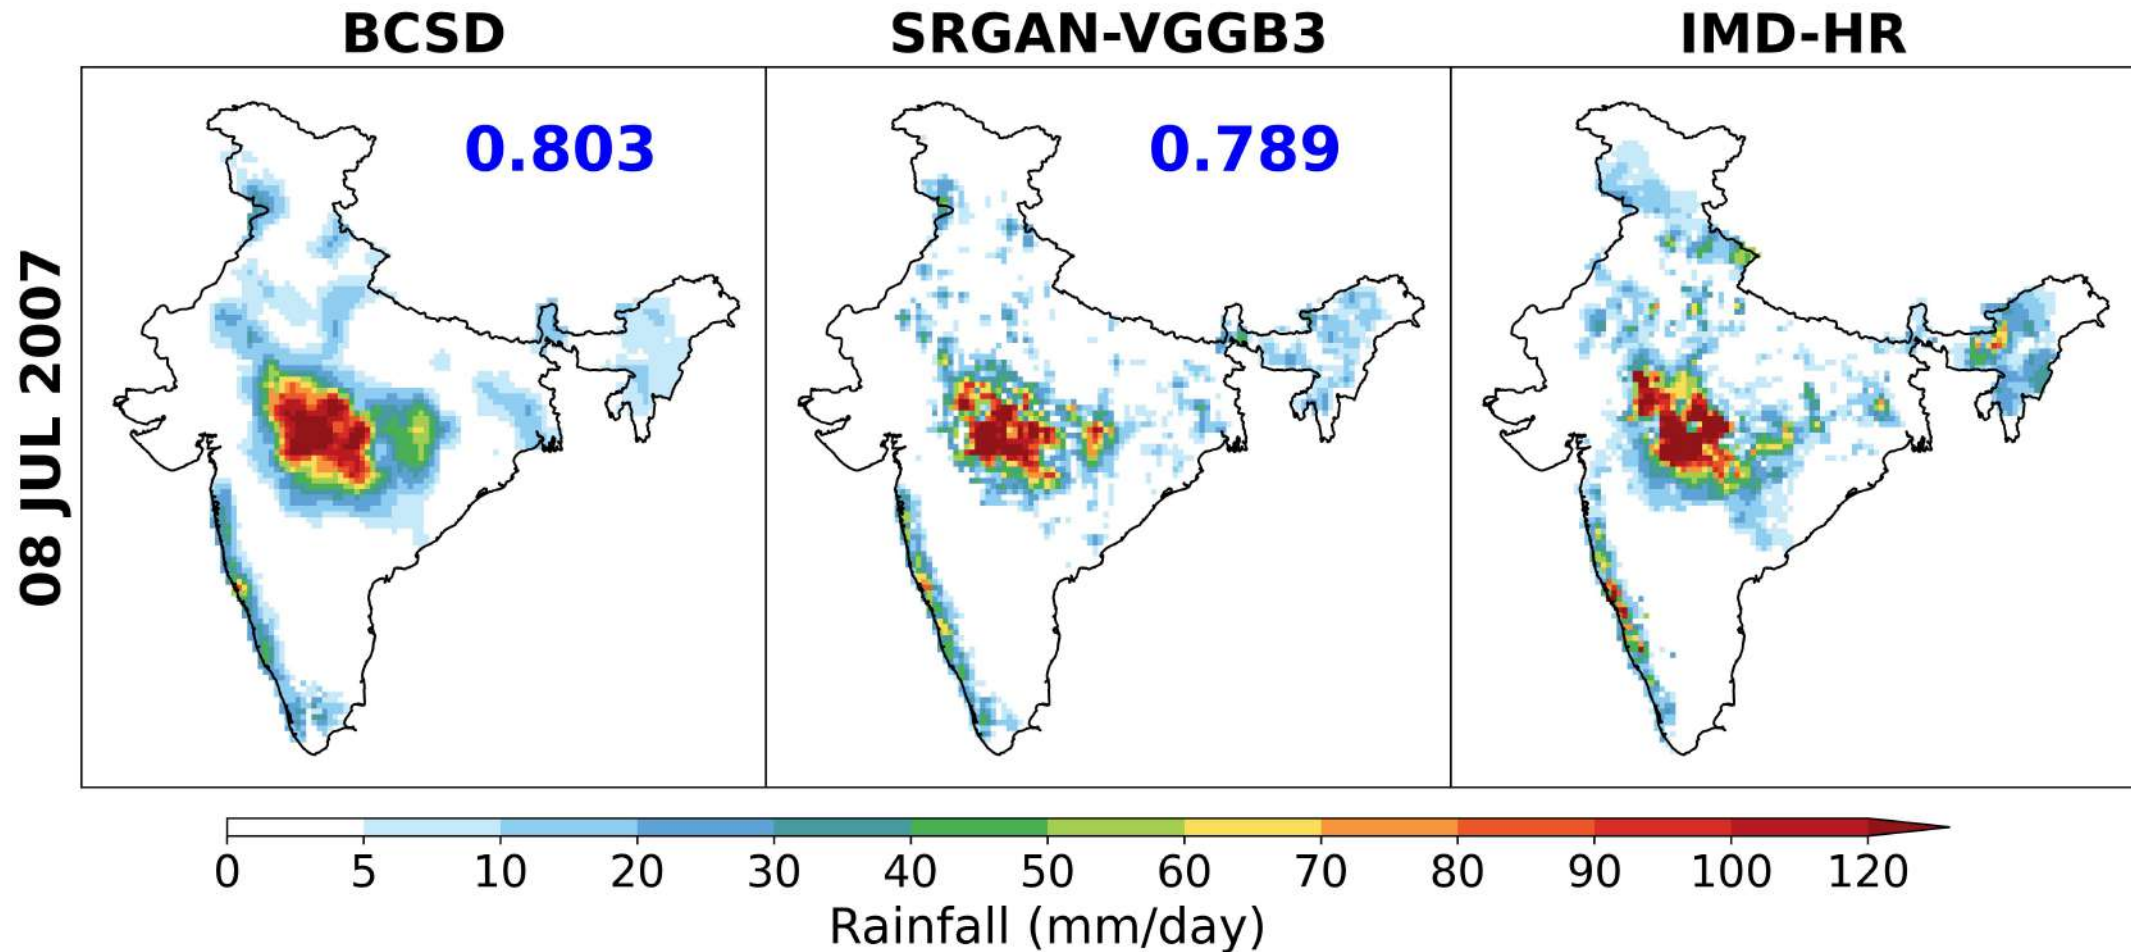 BCSD SRGAN-VGGB3 IMD-HR
0.803 0.789
08 JUL 2007
0 5 10 20 30 40 50 60 70 80 90 100 120
Rainfall (mm/day)